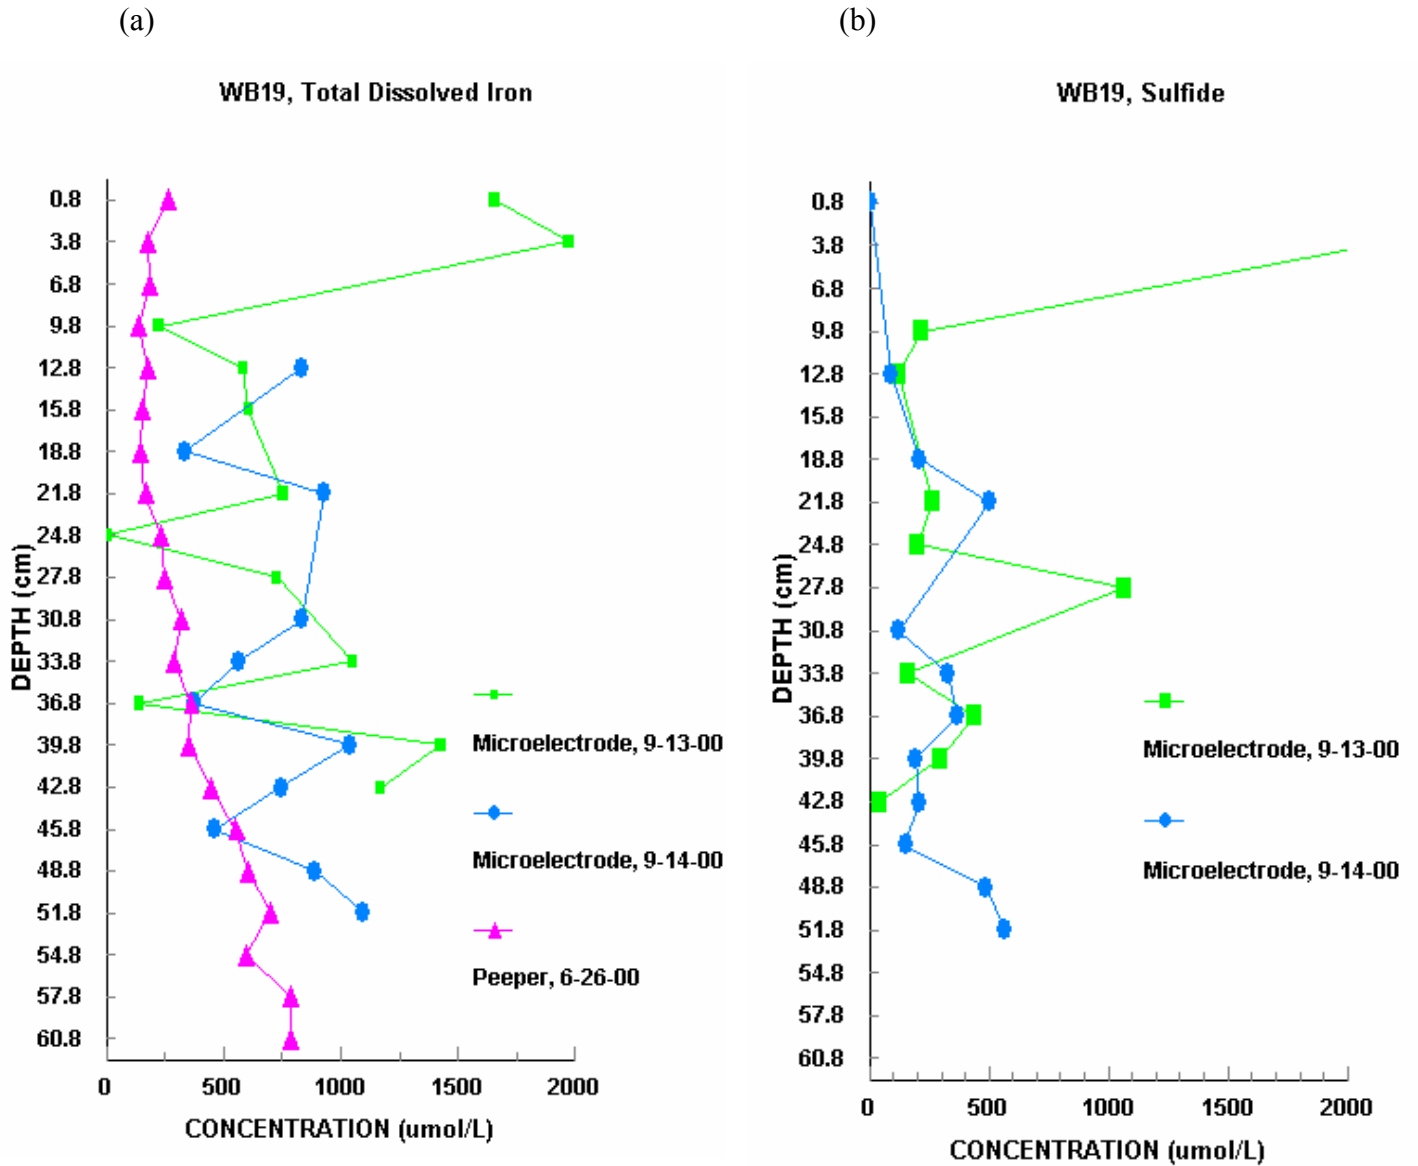 (a)
WB19, Total Dissolved Iron
0.8
3.8
6.8
9.8
12.8
15.8
18.8
21.8
24.8
27.8
30.8
33.8
36.8
39.8
42.8
45.8
48.8
51.8
54.8
57.8
60.8
DEPTH (cm)
Microelectrode, 9-13-00
Microelectrode, 9-14-00
Peeper, 6-26-00
0 500 1000 1500 2000
CONCENTRATION (umol/L)
(b)
WB19, Sulfide
0.8
3.8
6.8
9.8
12.8
15.8
18.8
21.8
24.8
27.8
30.8
33.8
36.8
39.8
42.8
45.8
48.8
51.8
54.8
57.8
60.8
DEPTH (cm)
Microelectrode, 9-13-00
Microelectrode, 9-14-00
0 500 1000 1500 2000
CONCENTRATION (umol/L)